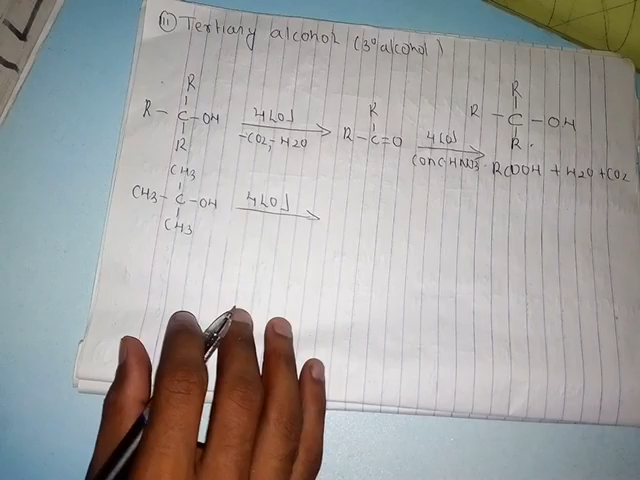 (ii) Tertiary alcohol (3° alcohol)
R R R
R - C - OH 4[O] -CO2, -H2O R - C = O 4[O] conc. HNO3 R - C - OH
R R
RCOOH + H2O + CO2
CH3
CH3 - C - OH 4[O]
CH3